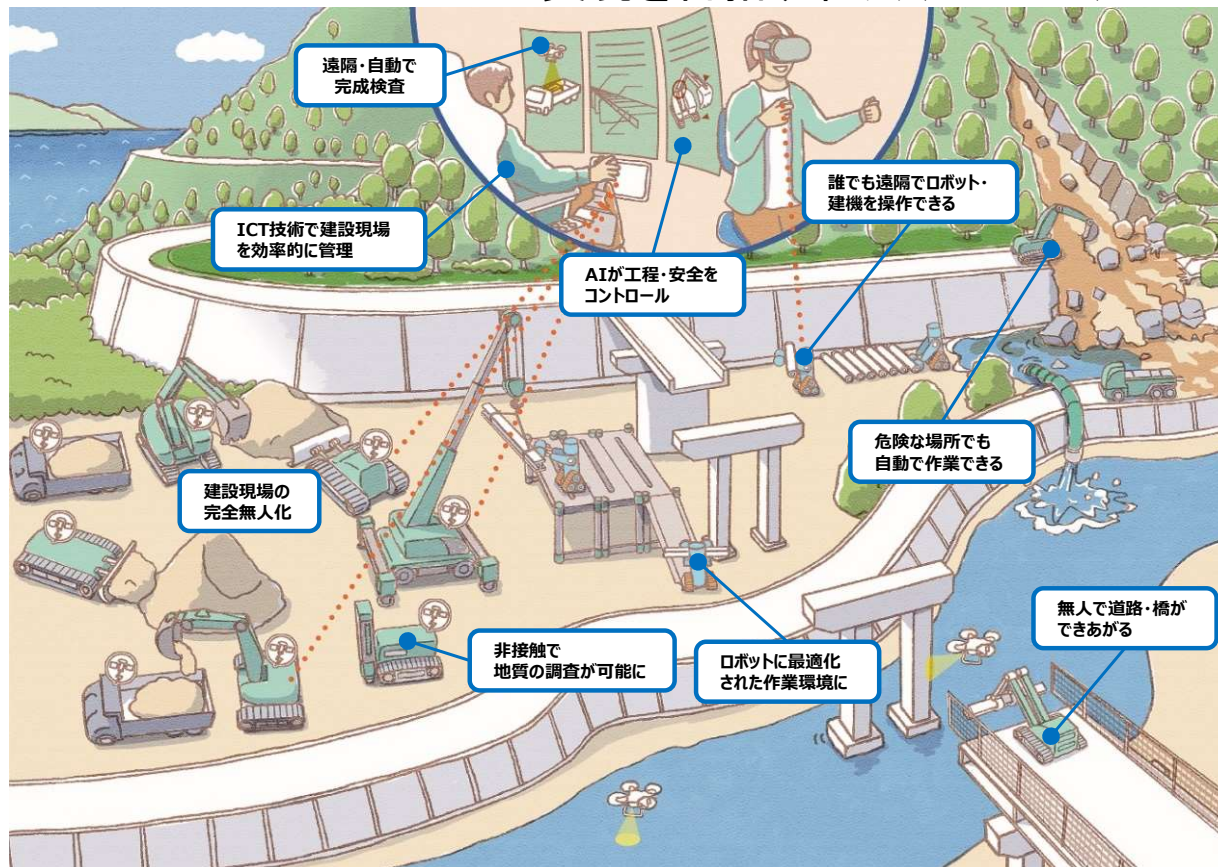 遠隔・自動で
完成検査
ICT技術で建設現場
を効率的に管理
AIが工程・安全を
コントロール
誰でも遠隔でロボット・
建機を操作できる
危険な場所でも
自動で作業できる
建設現場の
完全無人化
非接触で
地質の調査が可能に
ロボットに最適化
された作業環境に
無人で道路・橋が
できあがる